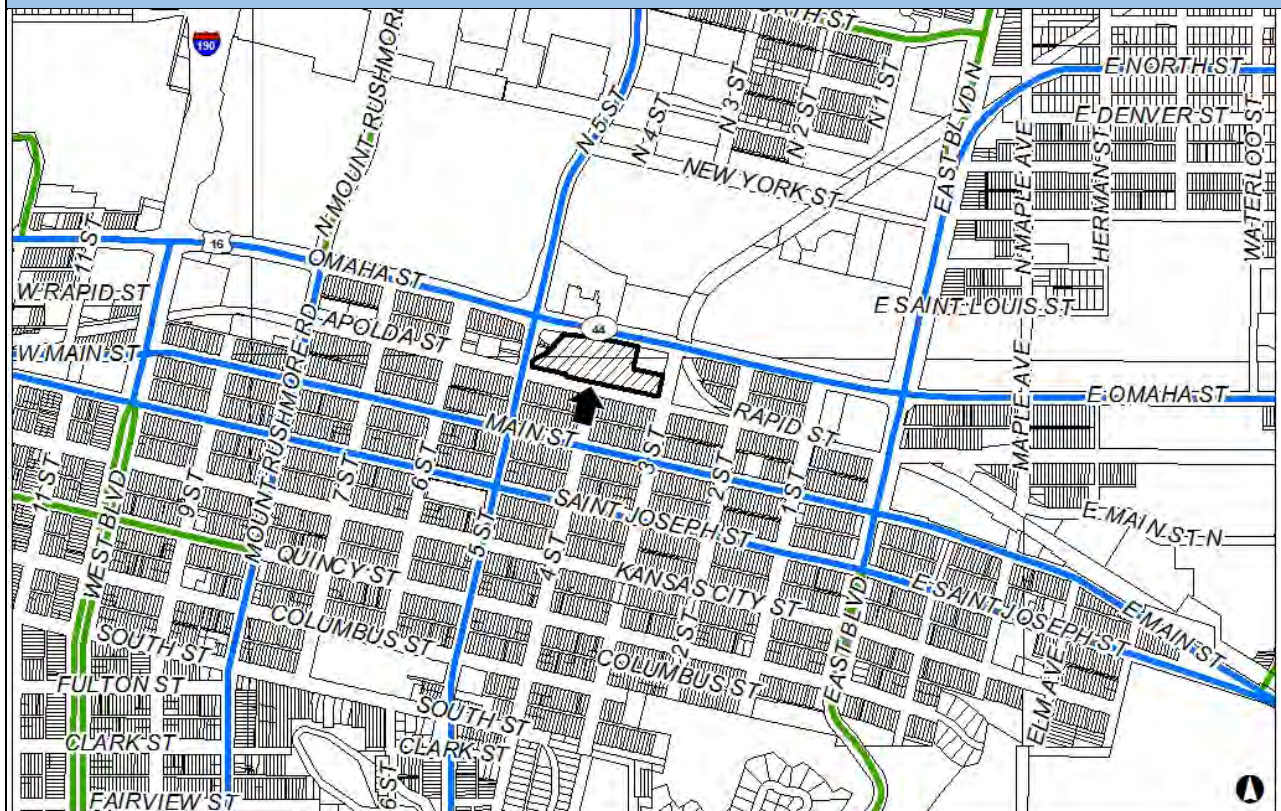 190
N MOUNT RUSHMORE
N 5 ST
N 4 ST
N 3 ST
N 2 ST
N 1 ST
NEW YORK ST
EAST BLVD N
E NORTH ST
E DENVER ST
HERMAN ST
N MAPLE AVE
WATERLOO ST
11 ST
16
OMAHA ST
W RAPID ST
APOLDA ST
44
E SAINT LOUIS ST
W MAIN ST
MOUNT RUSHMORE RD
E OMAHA ST
RAPID ST
MAPLE AVE
MAIN ST
11 ST
WEST BLVD
9 ST
7 ST
6 ST
5 ST
4 ST
3 ST
2 ST
1 ST
SAINT JOSEPH ST
E MAIN ST N
QUINCY ST
KANSAS CITY ST
E SAINT JOSEPH ST
E MAIN ST
COLUMBUS ST
2 ST
COLUMBUS ST
EAST BLVD
ELM AVE
SOUTH ST
FULTON ST
SOUTH ST
CLARK ST
CLARK ST
6 ST
FAIRVIEW ST